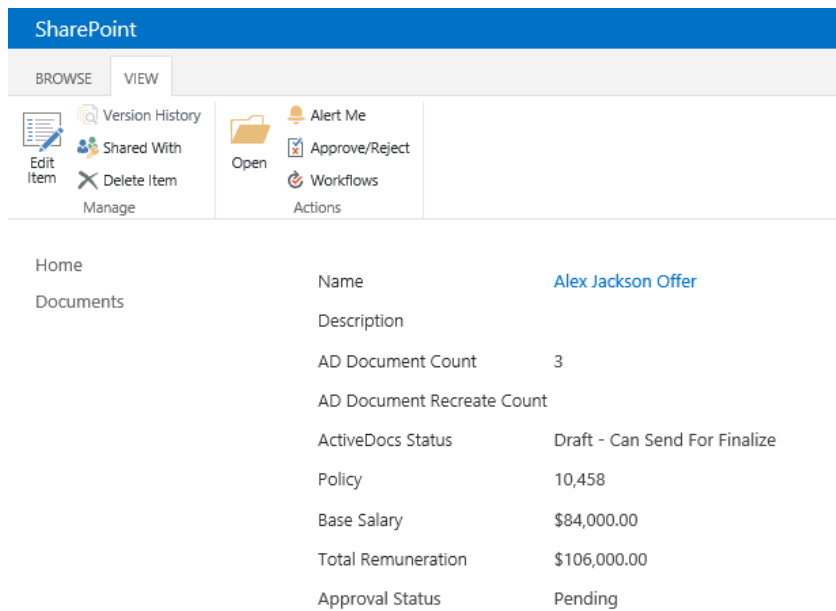 SharePoint
BROWSE VIEW
Edit Item
Version History
Shared With
Delete Item
Manage
Open
Alert Me
Approve/Reject
Workflows
Actions
Home
Documents
Name Alex Jackson Offer
Description
AD Document Count 3
AD Document Recreate Count
ActiveDocs Status Draft - Can Send For Finalize
Policy 10,458
Base Salary $84,000.00
Total Remuneration $106,000.00
Approval Status Pending